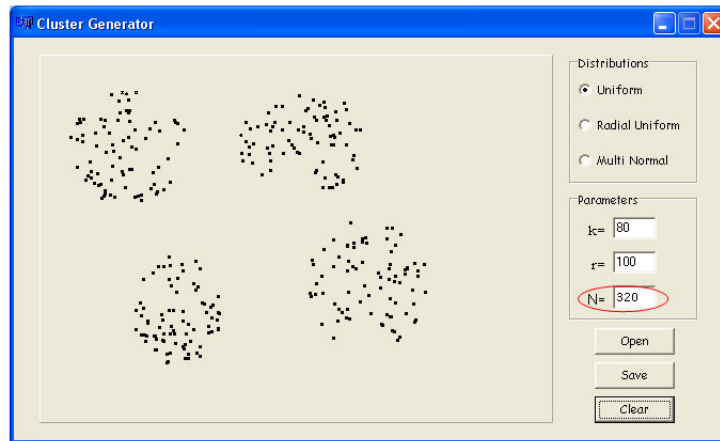 Cluster Generator
Distributions
Uniform
Radial Uniform
Multi Normal
Parameters
k= 80
r= 100
N= 320
Open
Save
Clear